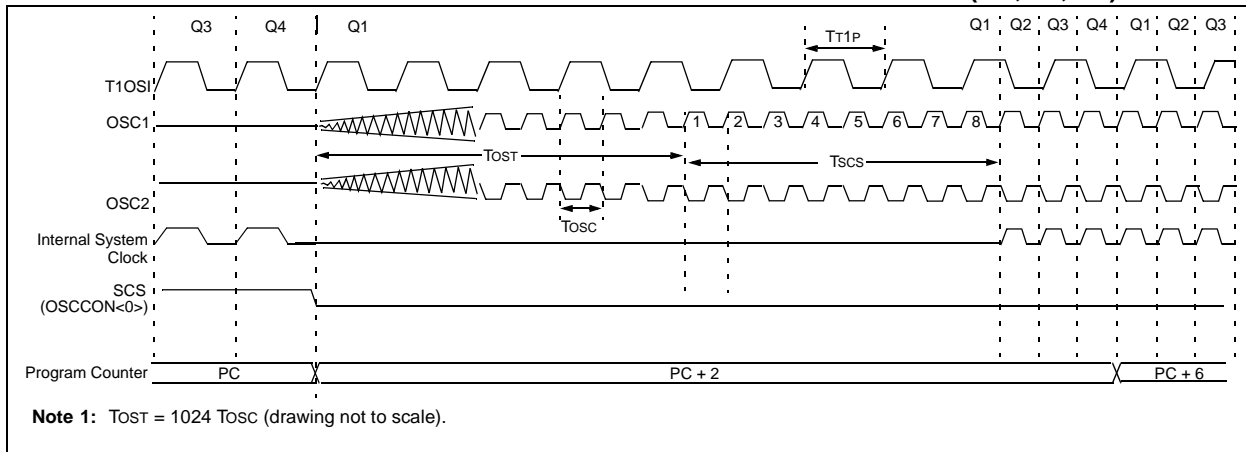 Q3 Q4 Q1 Q1 Q2 Q3 Q4 Q1 Q2 Q3
TT1P
T1OSI
OSC1
1 2 3 4 5 6 7 8
TOST
TSCS
OSC2
TOSC
Internal System
Clock
SCS
(OSCCON<0>)
Program Counter PC PC + 2 PC + 6
Note 1: TOST = 1024 TOSC (drawing not to scale).